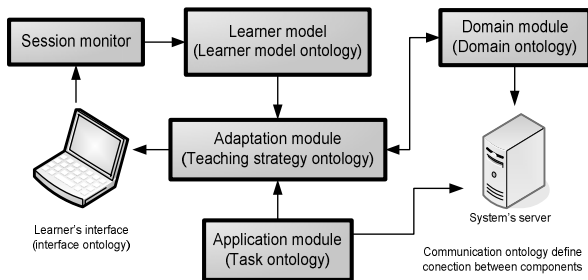 Session monitor
Learner model
(Learner model ontology)
Domain module
(Domain ontology)
Adaptation module
(Teaching strategy ontology)
Learner's interface
(interface ontology)
Application module
(Task ontology)
System's server
Communication ontology define
conection between components